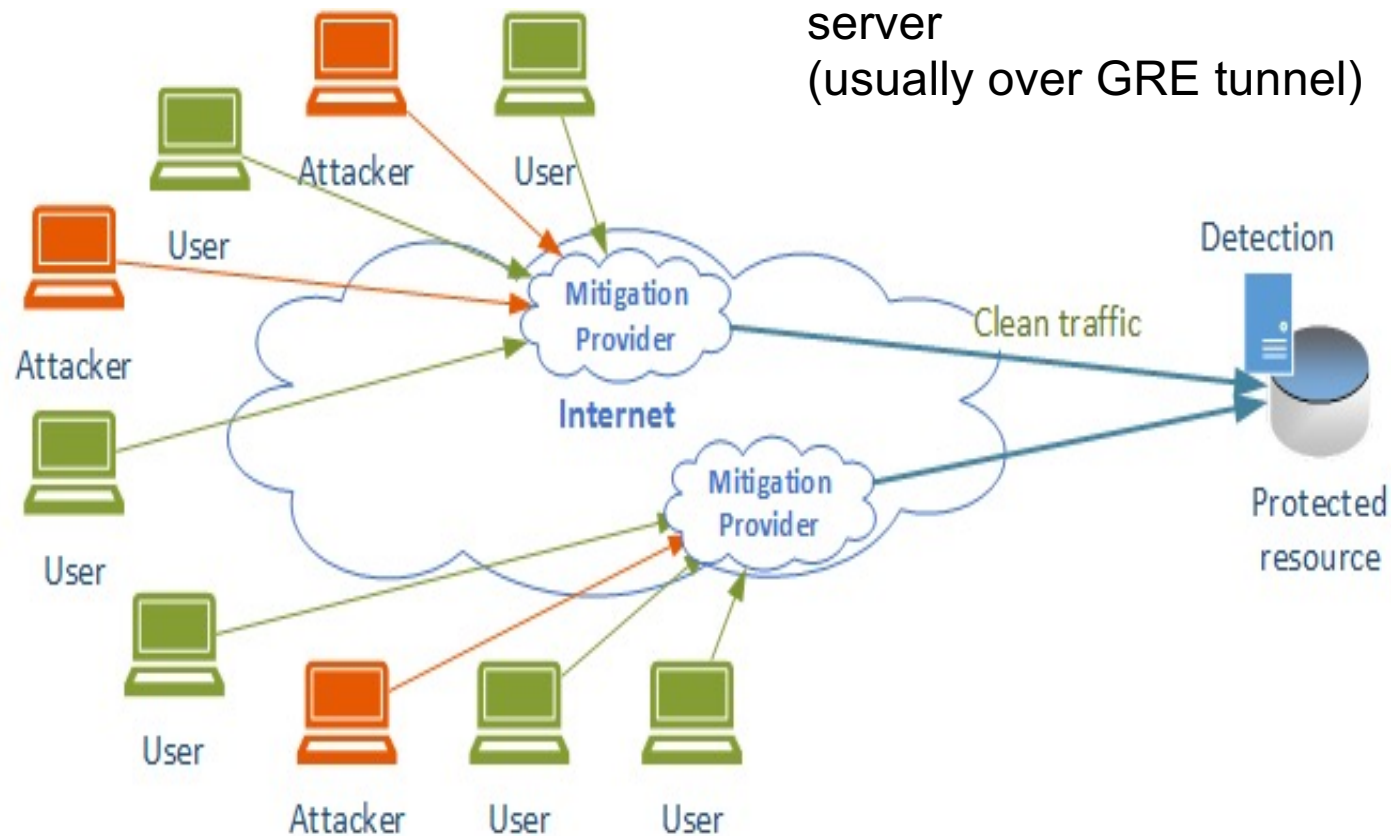 server
(usually over GRE tunnel)
Attacker
User
User
Attacker
User
User
Attacker
User
User
Mitigation
Provider
Internet
Mitigation
Provider
Clean traffic
Detection
Protected
resource